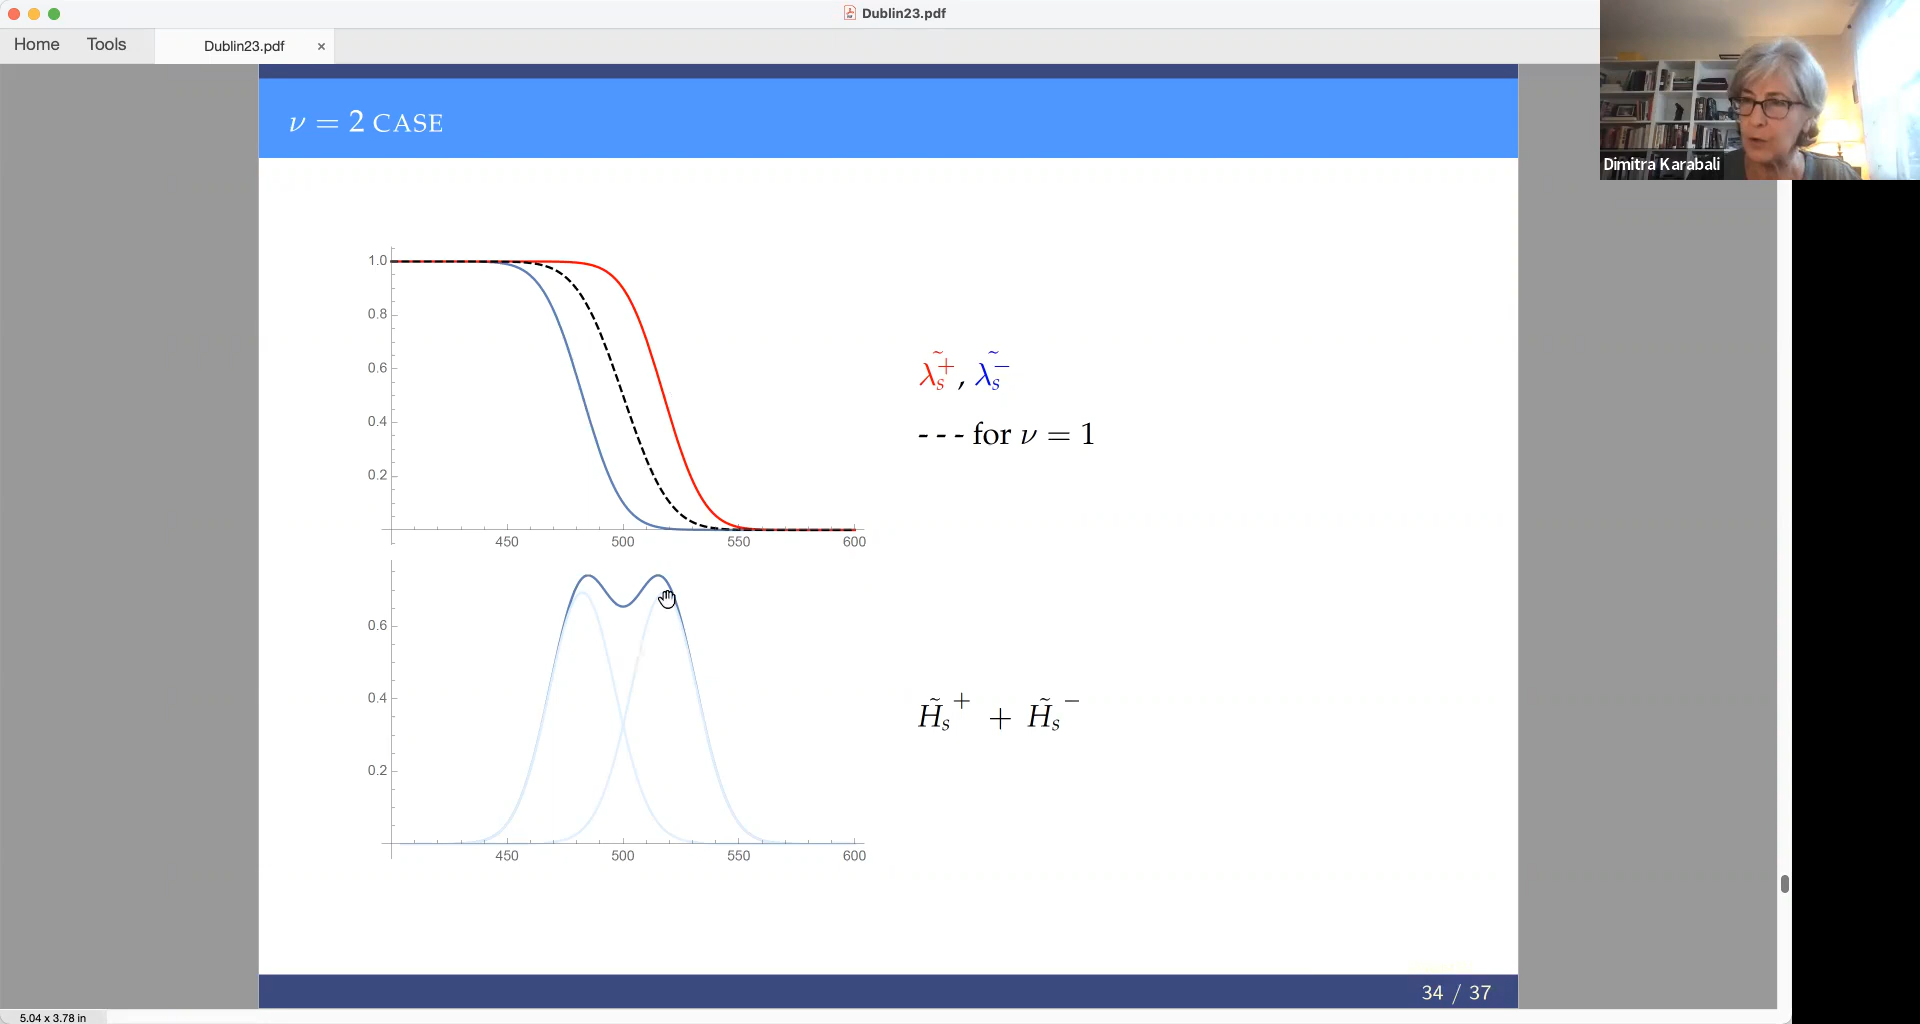 Dublin23.pdf
Home Tools Dublin23.pdf ×
Dimitra Karabali
ν = 2 CASE
1.0
0.8
0.6
0.4
0.2
450 500 550 600
λ̃ₛ⁺, λ̃ₛ⁻
- - - for ν = 1
0.6
0.4
0.2
450 500 550 600
H̃ₛ⁺ + H̃ₛ⁻
34 / 37
5.04 x 3.78 in